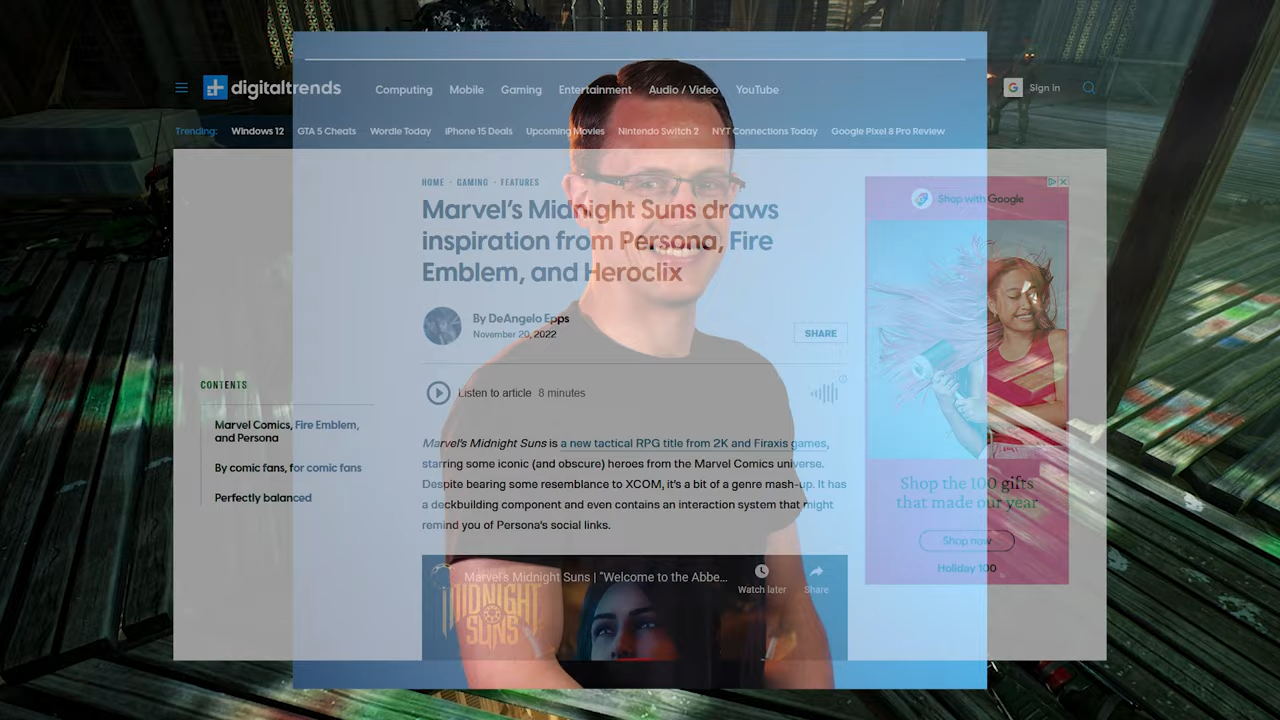 digitaltrends
Computing Mobile Gaming Entertainment Audio / Video YouTube
G Sign in
Trending: Windows 12 GTA 5 Cheats Wordle Today iPhone 15 Deals Upcoming Movies Nintendo Switch 2 NYT Connections Today Google Pixel 8 Pro Review
HOME · GAMING · FEATURES
Marvel's Midnight Suns draws
inspiration from Persona, Fire
Emblem, and Heroclix
By DeAngelo Epps
November 20, 2022
SHARE
Listen to article 8 minutes
CONTENTS
Marvel Comics, Fire Emblem,
and Persona
By comic fans, for comic fans
Perfectly balanced
Marvel's Midnight Suns is a new tactical RPG title from 2K and Firaxis games,
starring some iconic (and obscure) heroes from the Marvel Comics universe.
Despite bearing some resemblance to XCOM, it's a bit of a genre mash-up. It has
a deckbuilding component and even contains an interaction system that might
remind you of Persona's social links.
Marvel's Midnight Suns | "Welcome to the Abbe...
Watch later Share
MIDNIGHT
SUNS
Shop with Google
Shop the 100 gifts
that made our year
Shop now
Holiday 100